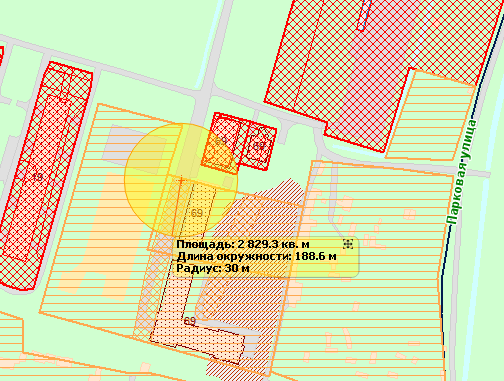 Парковая улица
69
Площадь: 2 829.3 кв. м
Длина окружности: 188.6 м
Радиус: 30 м
69